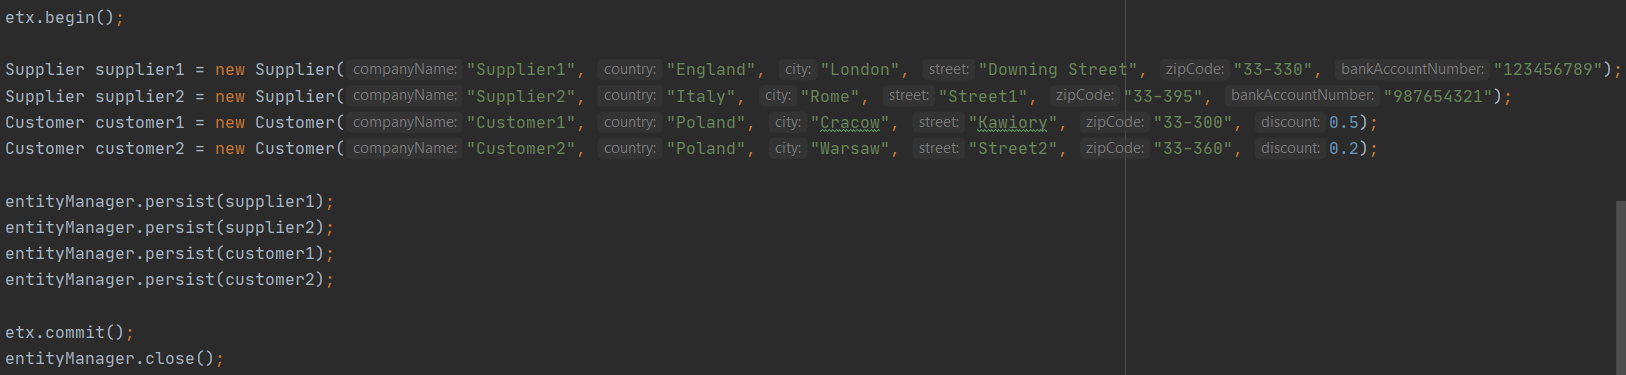 etx.begin();
Supplier supplier1 = new Supplier( companyName: "Supplier1", country: "England", city: "London", street: "Downing Street", zipCode: "33-330", bankAccountNumber: "123456789");
Supplier supplier2 = new Supplier( companyName: "Supplier2", country: "Italy", city: "Rome", street: "Street1", zipCode: "33-395", bankAccountNumber: "987654321");
Customer customer1 = new Customer( companyName: "Customer1", country: "Poland", city: "Cracow", street: "Kawiory", zipCode: "33-300", discount: 0.5);
Customer customer2 = new Customer( companyName: "Customer2", country: "Poland", city: "Warsaw", street: "Street2", zipCode: "33-360", discount: 0.2);
entityManager.persist(supplier1);
entityManager.persist(supplier2);
entityManager.persist(customer1);
entityManager.persist(customer2);
etx.commit();
entityManager.close();